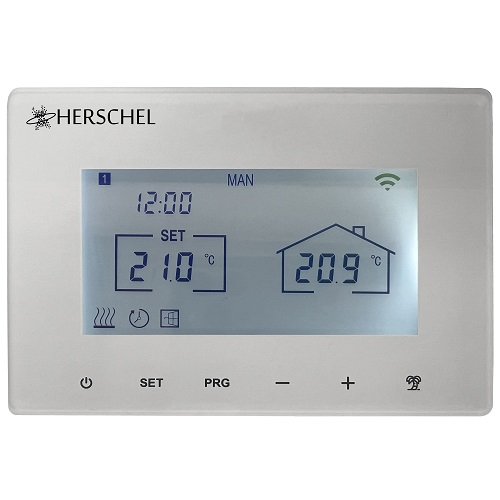 HERSCHEL
1 MAN
12:00
SET
21.0 °C 20.9 °C
SET PRG − +